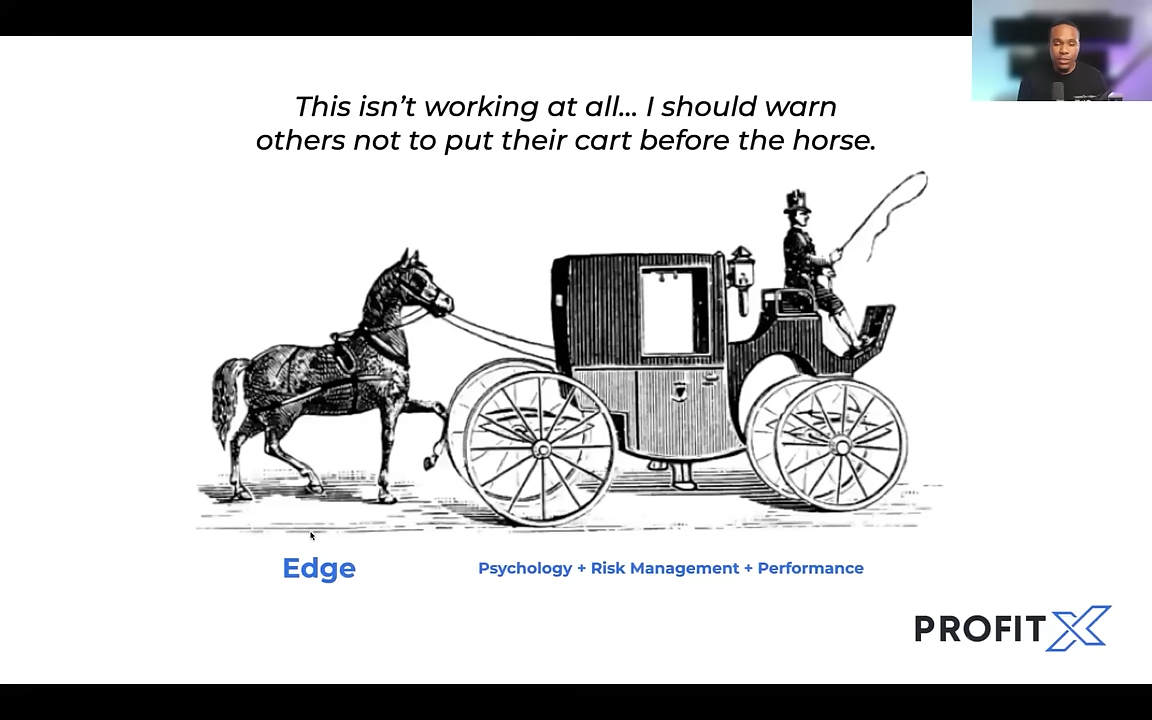 This isn’t working at all... I should warn
others not to put their cart before the horse.
Edge
Psychology + Risk Management + Performance
PROFIT X